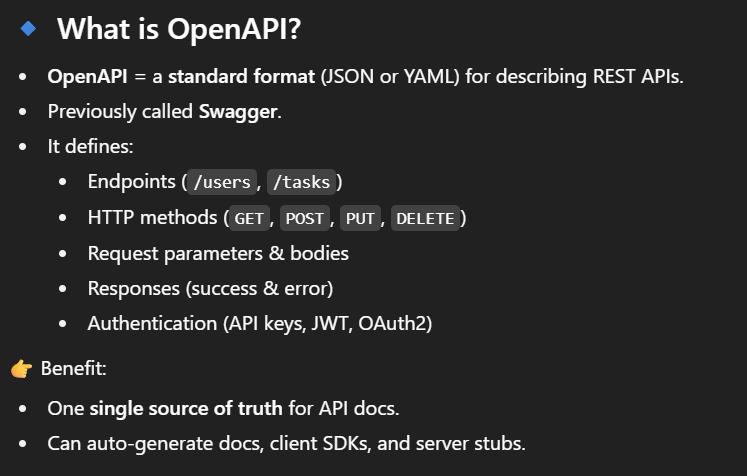 What is OpenAPI?
• OpenAPI = a standard format (JSON or YAML) for describing REST APIs.
• Previously called Swagger.
• It defines:
• Endpoints (/users, /tasks)
• HTTP methods (GET, POST, PUT, DELETE)
• Request parameters & bodies
• Responses (success & error)
• Authentication (API keys, JWT, OAuth2)
👉 Benefit:
• One single source of truth for API docs.
• Can auto-generate docs, client SDKs, and server stubs.